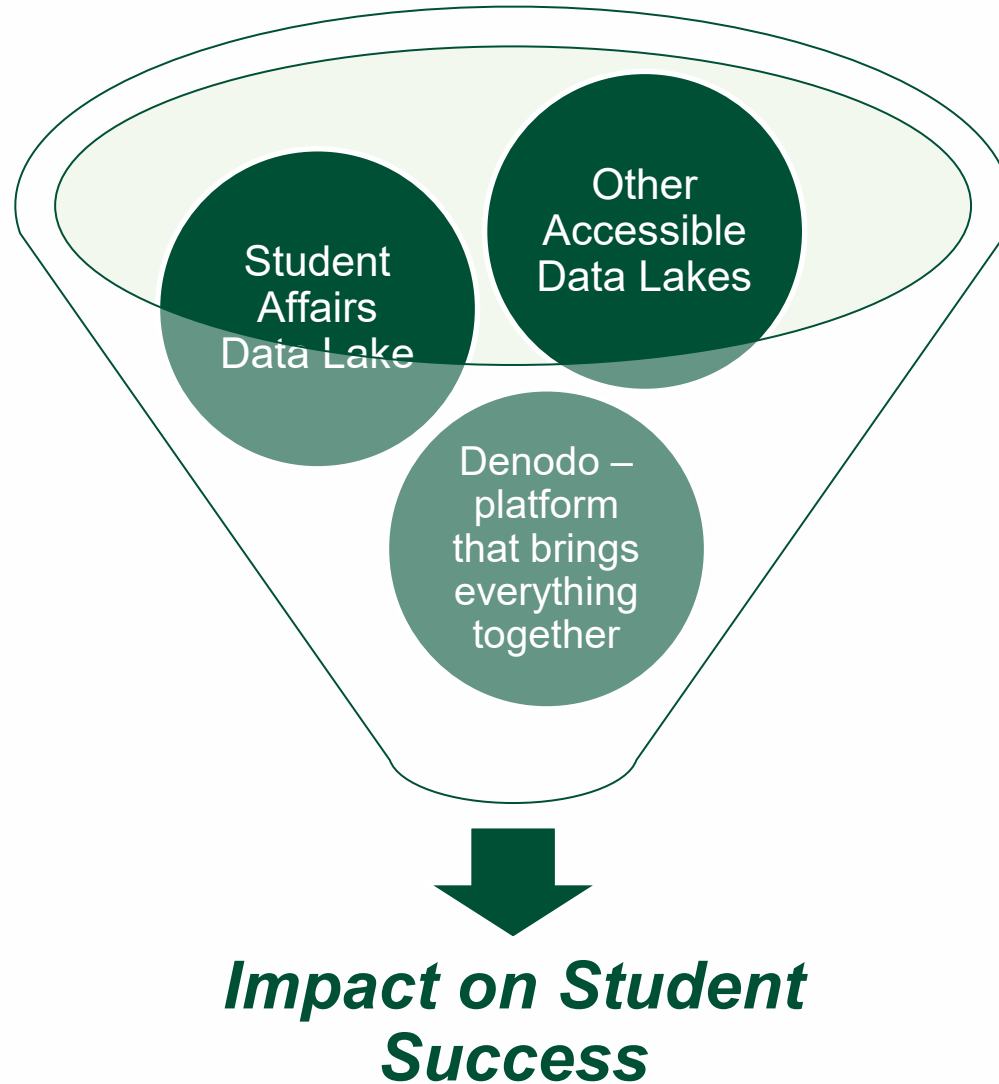 Other
Accessible
Data Lakes
Student
Affairs
Data Lake
Denodo –
platform
that brings
everything
together
Impact on Student
Success